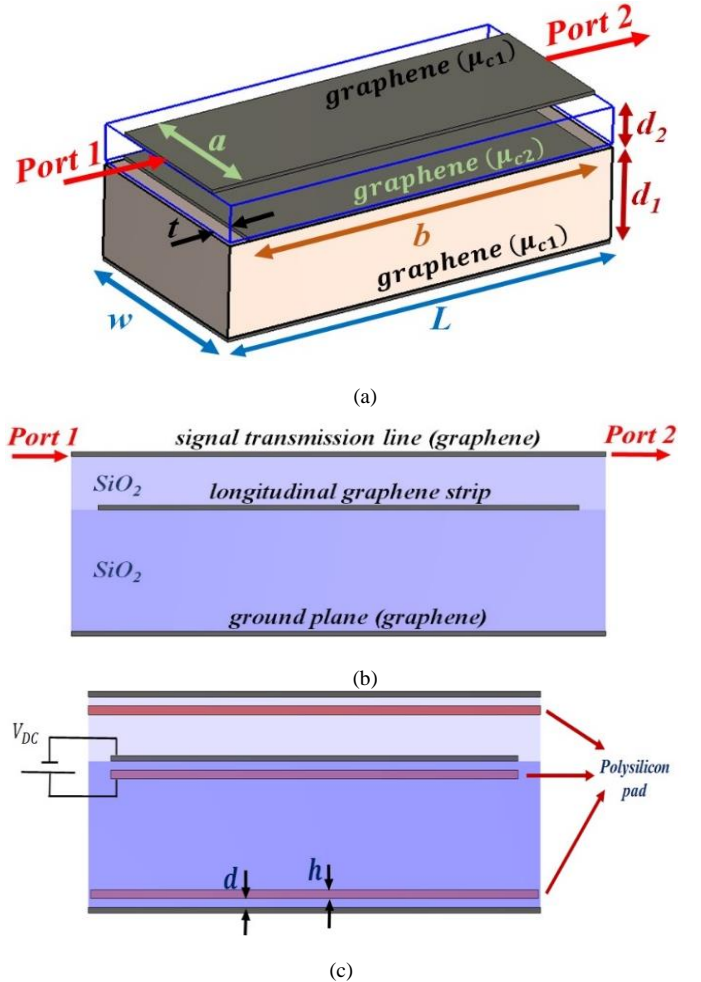 Port 2
graphene (μc1)
a
d2
Port 1
graphene (μc2)
d1
t
b
graphene (μc1)
w
L
(a)
Port 1
signal transmission line (graphene)
Port 2
SiO2
longitudinal graphene strip
SiO2
ground plane (graphene)
(b)
VDC
Polysilicon
pad
d
h
(c)